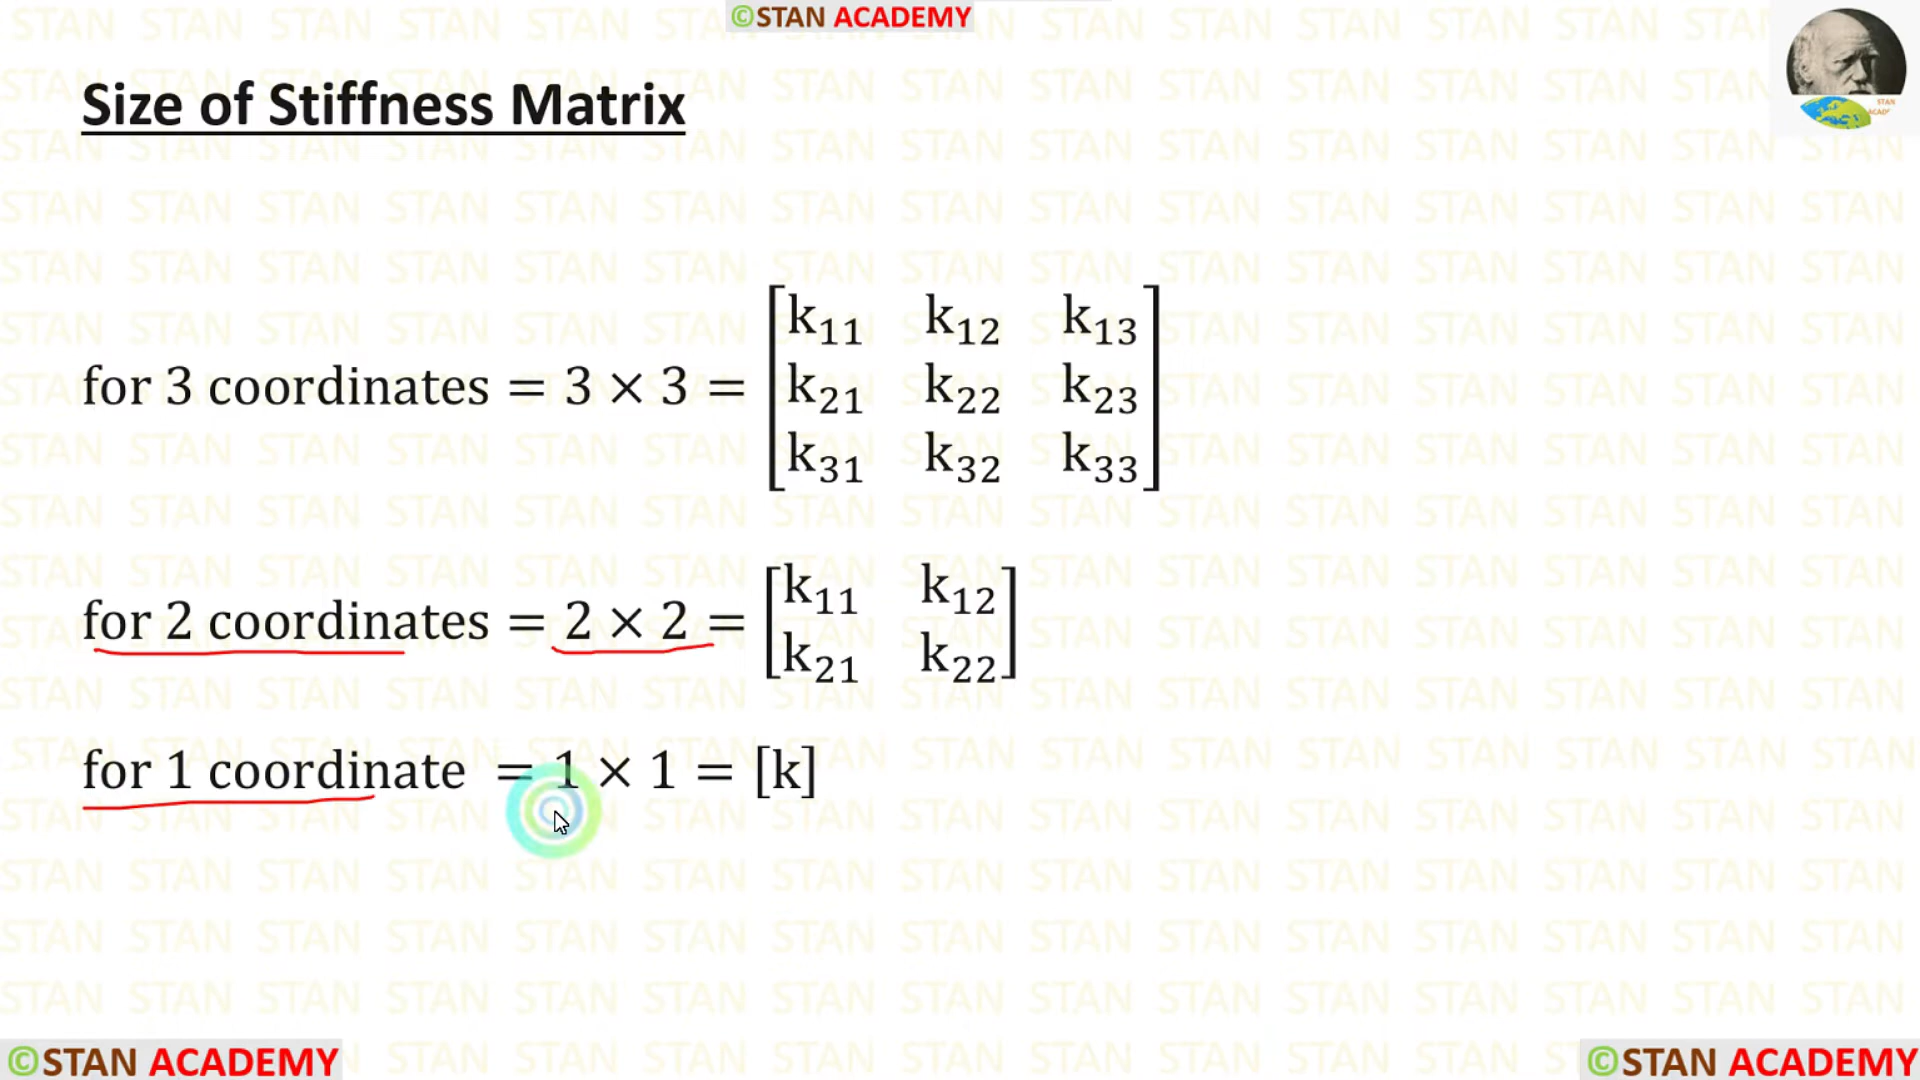 ©STAN ACADEMY
Size of Stiffness Matrix
for 3 coordinates = 3 × 3 = [k₁₁ k₁₂ k₁₃
k₂₁ k₂₂ k₂₃
k₃₁ k₃₂ k₃₃]
for 2 coordinates = 2 × 2 = [k₁₁ k₁₂
k₂₁ k₂₂]
for 1 coordinate = 1 × 1 = [k]
©STAN ACADEMY
©STAN ACADEMY